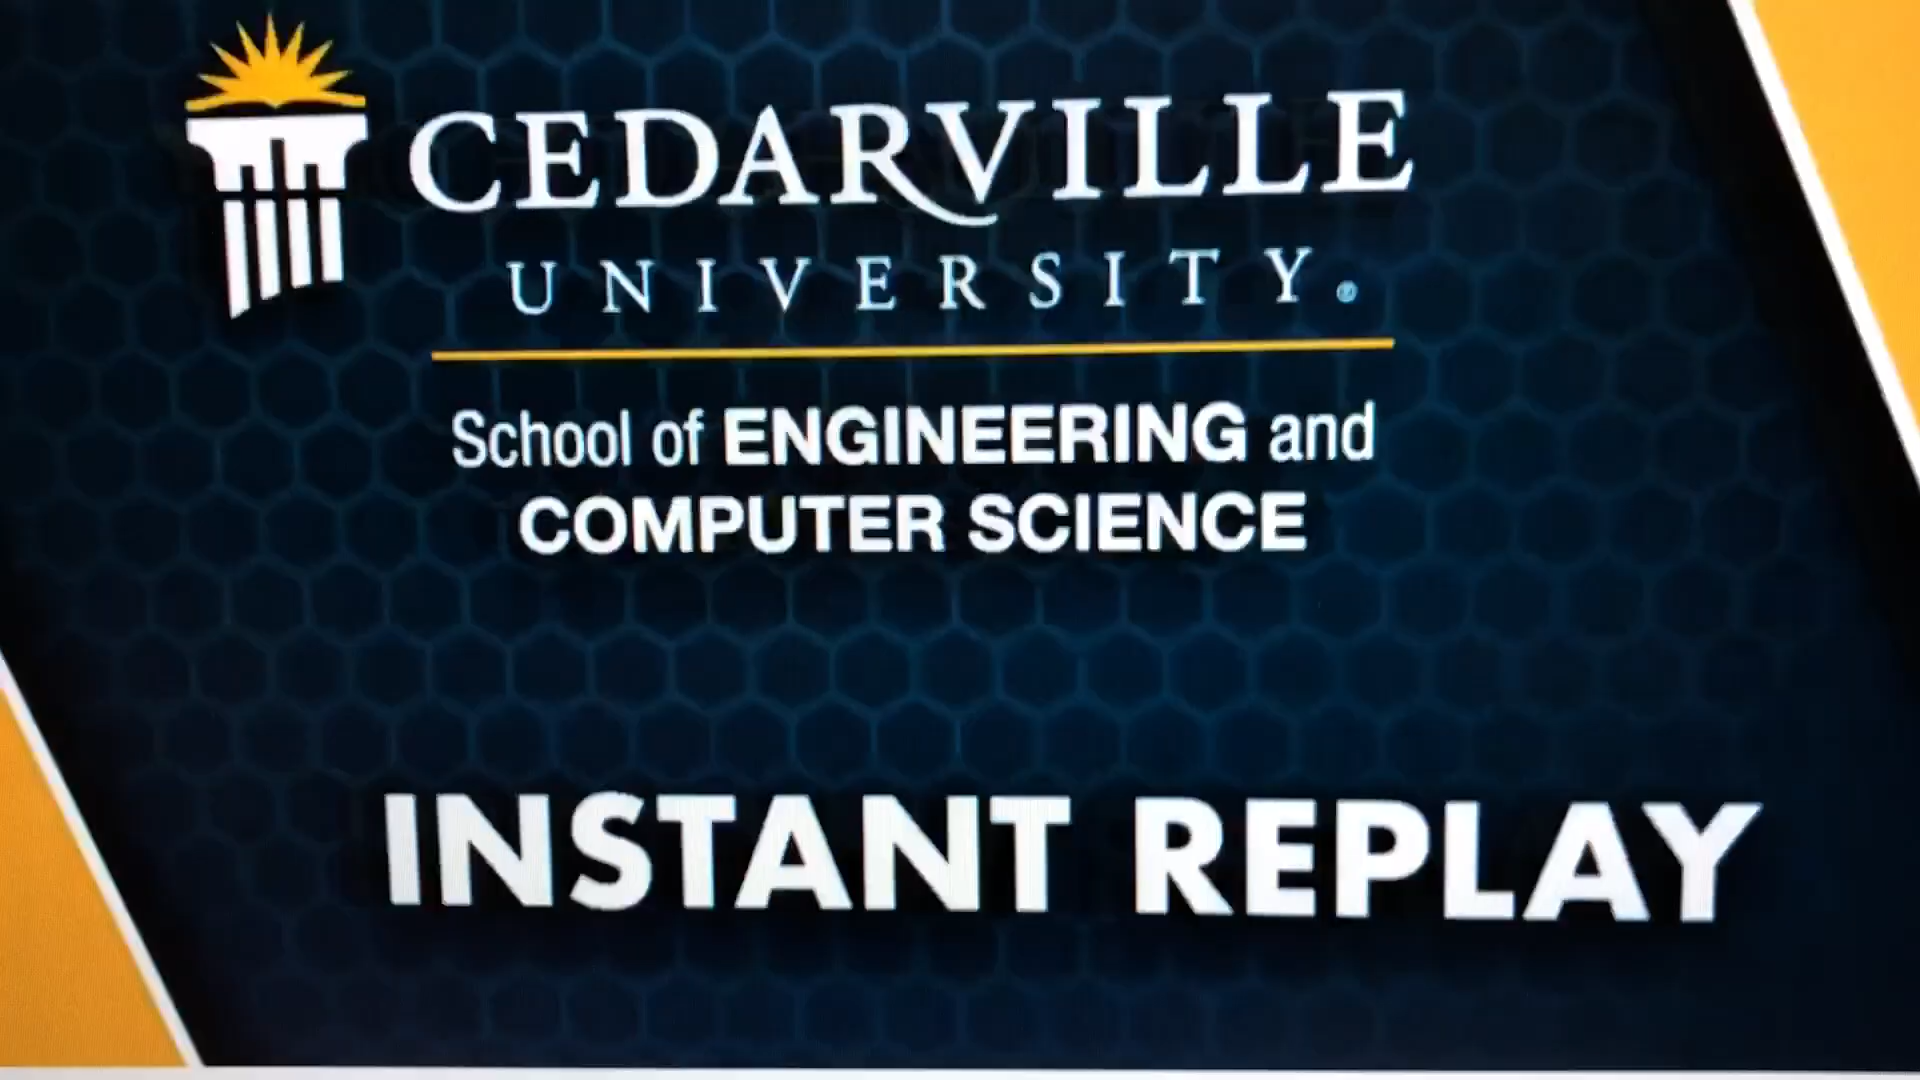 CEDARVILLE
UNIVERSITY®
School of ENGINEERING and
COMPUTER SCIENCE
INSTANT REPLAY